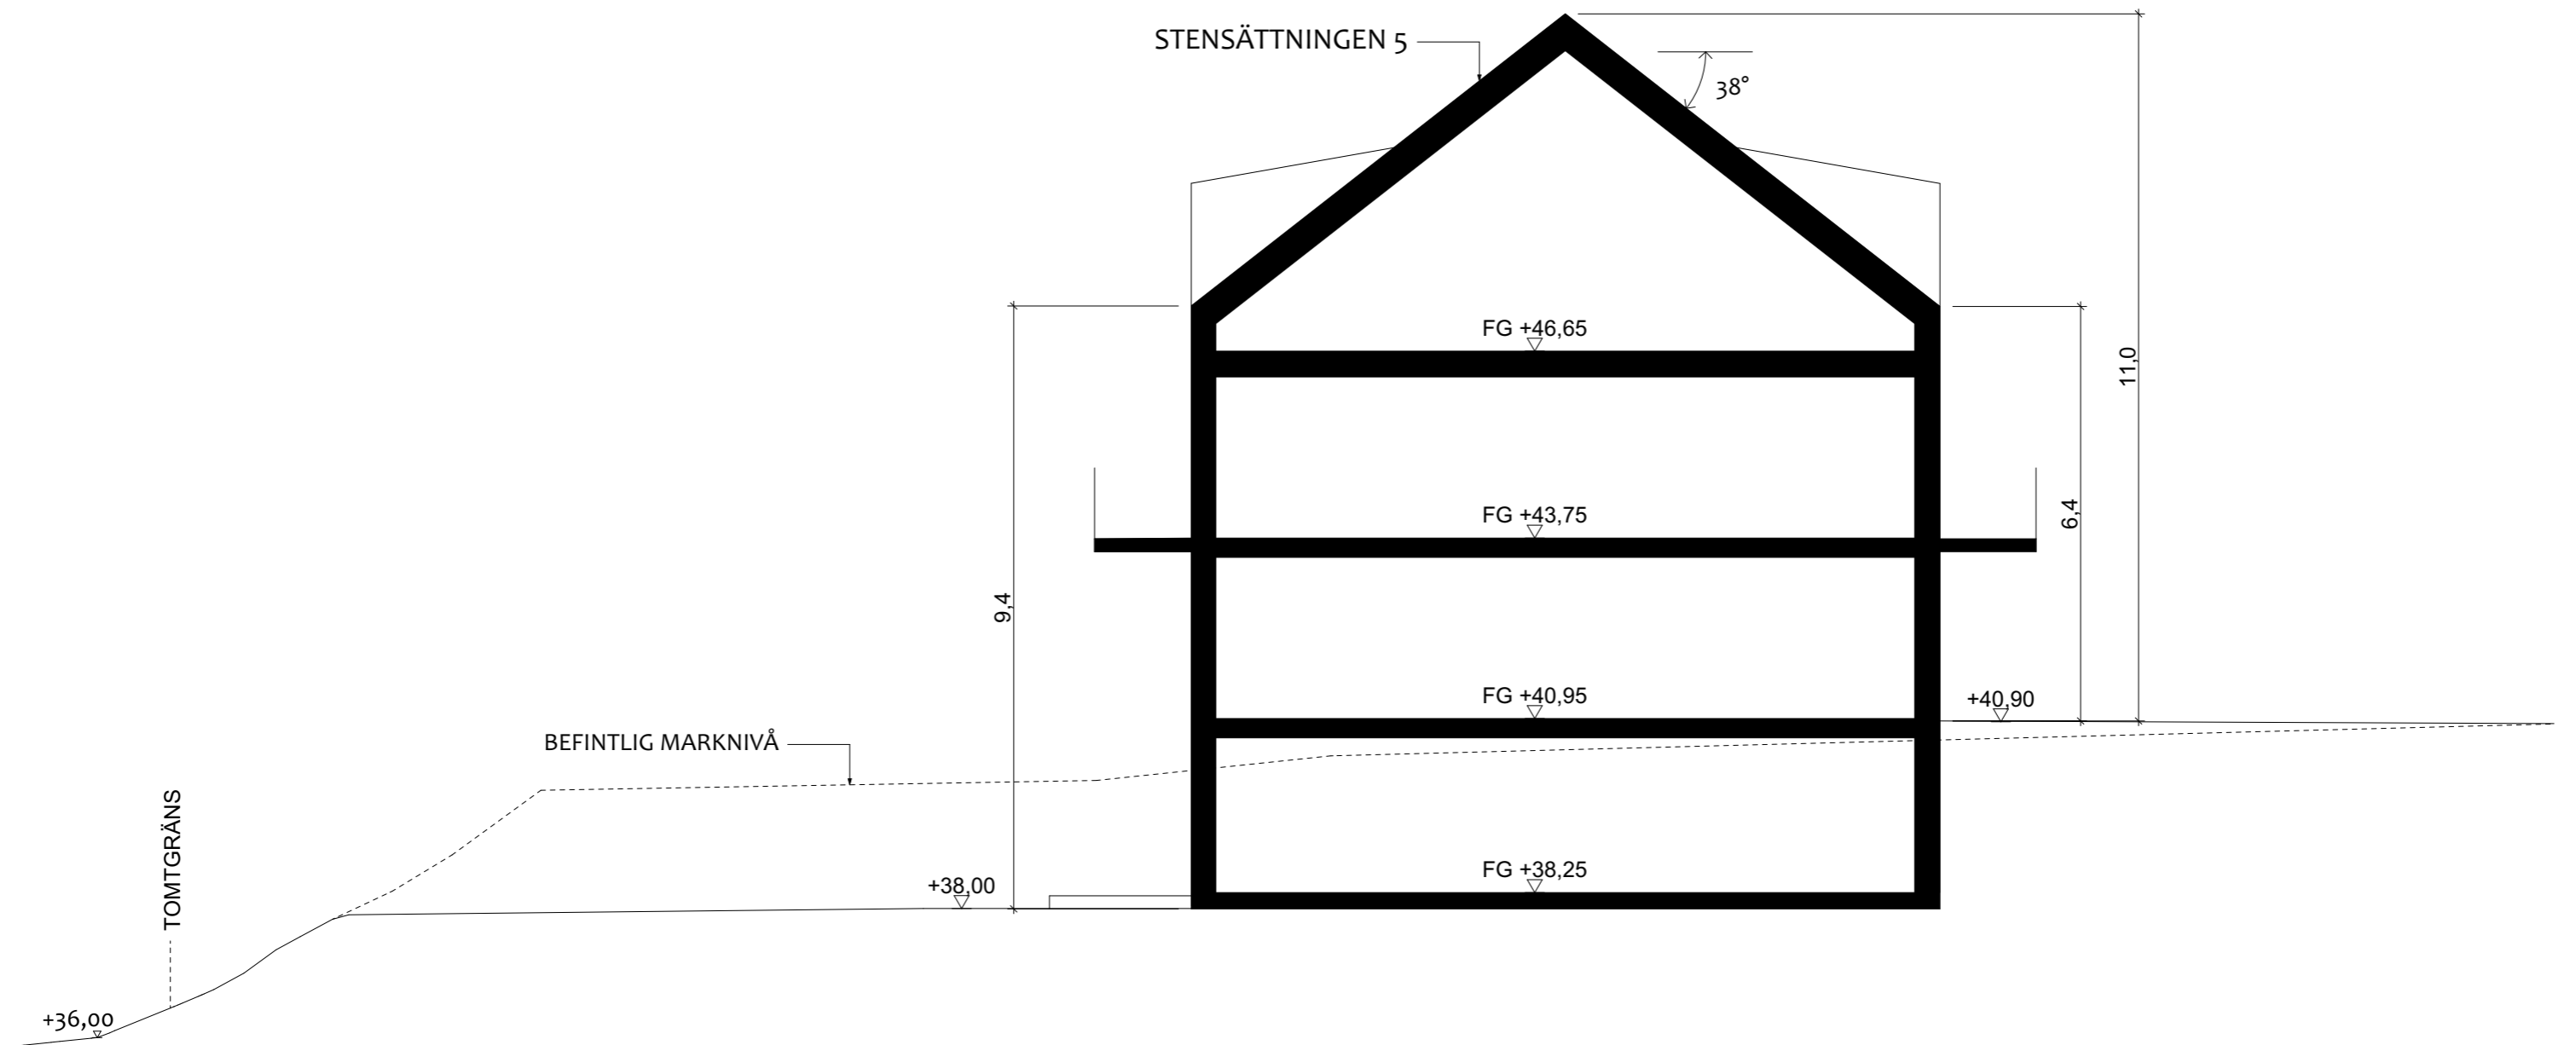 STENSÄTTNINGEN 5
38°
FG +46,65
11,0
FG +43,75
6,4
9,4
FG +40,95
+40,90
BEFINTLIG MARKNIVÅ
TOMTGRÄNS
FG +38,25
+38,00
+36,00